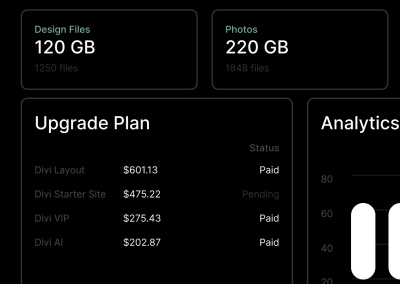 Design Files
120 GB
1250 files
Photos
220 GB
1848 files
Upgrade Plan
Status
Divi Layout $601.13 Paid
Divi Starter Site $475.22 Pending
Divi VIP $275.43 Paid
Divi AI $202.87 Paid
Analytics
80
60
40
20